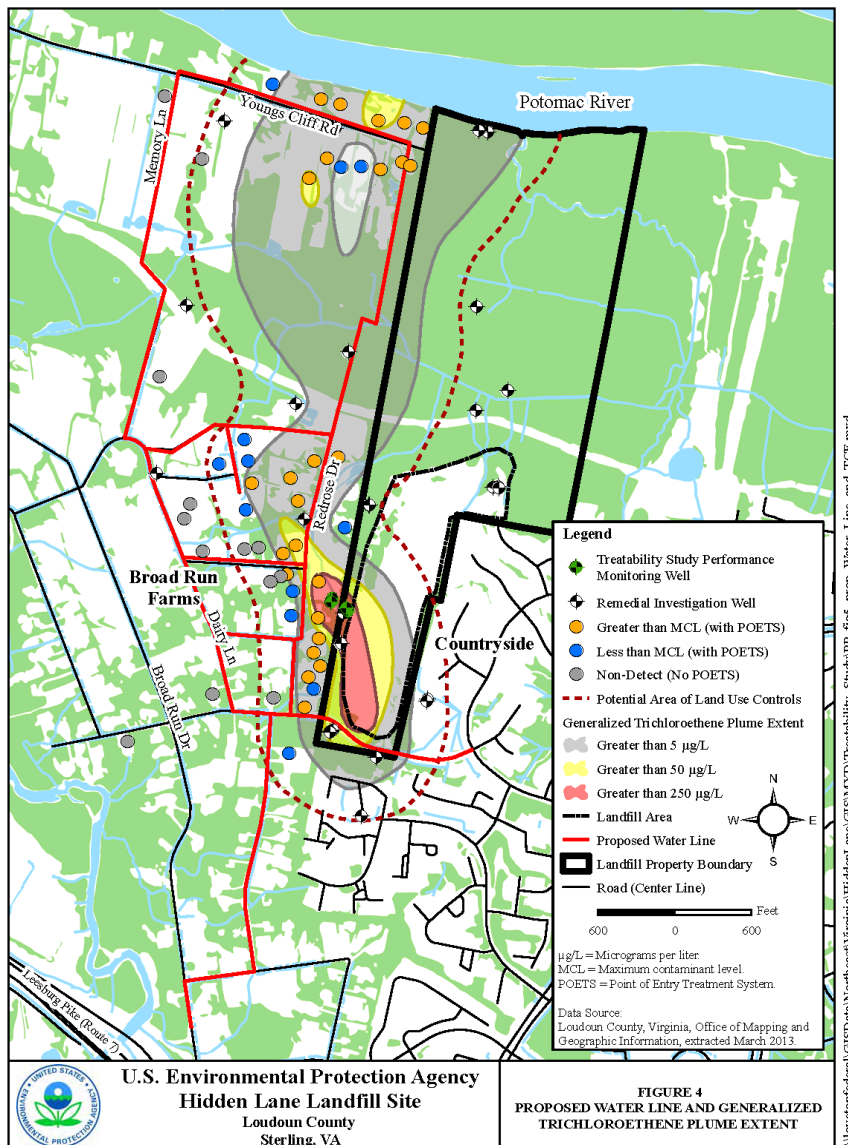 Potomac River
Youngs Cliff Rd
Memory Ln
Redrose Dr
Broad Run
Farms
Dairy Ln
Broad Run Dr
Countryside
Leesburg Pike (Route 7)
Legend
Treatability Study Performance
Monitoring Well
Remedial Investigation Well
Greater than MCL (with POETS)
Less than MCL (with POETS)
Non-Detect (No POETS)
Potential Area of Land Use Controls
Generalized Trichloroethene Plume Extent
Greater than 5 µg/L
Greater than 50 µg/L
Greater than 250 µg/L
Landfill Area
Proposed Water Line
Landfill Property Boundary
Road (Center Line)
N
W
E
S
Feet
600 0 600
µg/L = Micrograms per liter.
MCL = Maximum contaminant level.
POETS = Point of Entry Treatment System.
Data Source:
Loudoun County, Virginia, Office of Mapping and
Geographic Information, extracted March 2013.
UNITED STATES
ENVIRONMENTAL PROTECTION AGENCY
U.S. Environmental Protection Agency
Hidden Lane Landfill Site
Loudoun County
Sterling, VA
FIGURE 4
PROPOSED WATER LINE AND GENERALIZED
TRICHLOROETHENE PLUME EXTENT